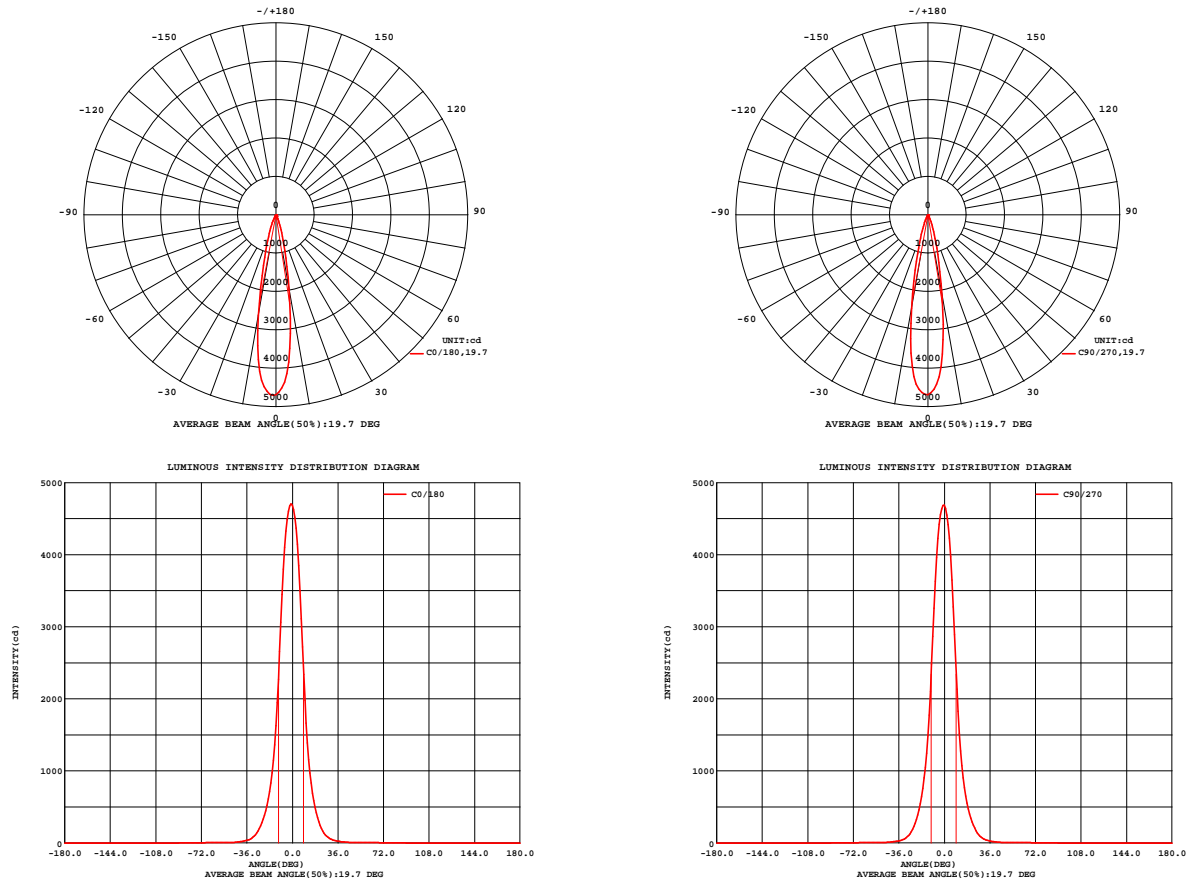 -/+180
-150 150
-120 120
-90 90
-60 60
-30 30
0
1000
2000
3000
4000
5000
0
UNIT:cd
C0/180,19.7
AVERAGE BEAM ANGLE(50%):19.7 DEG
-/+180
-150 150
-120 120
-90 90
-60 60
-30 30
0
1000
2000
3000
4000
5000
0
UNIT:cd
C90/270,19.7
AVERAGE BEAM ANGLE(50%):19.7 DEG
LUMINOUS INTENSITY DISTRIBUTION DIAGRAM
C0/180
INTENSITY(cd)
5000
4000
3000
2000
1000
0
-180.0 -144.0 -108.0 -72.0 -36.0 0.0 36.0 72.0 108.0 144.0 180.0
ANGLE(DEG)
AVERAGE BEAM ANGLE(50%):19.7 DEG
LUMINOUS INTENSITY DISTRIBUTION DIAGRAM
C90/270
INTENSITY(cd)
5000
4000
3000
2000
1000
0
-180.0 -144.0 -108.0 -72.0 -36.0 0.0 36.0 72.0 108.0 144.0 180.0
ANGLE(DEG)
AVERAGE BEAM ANGLE(50%):19.7 DEG